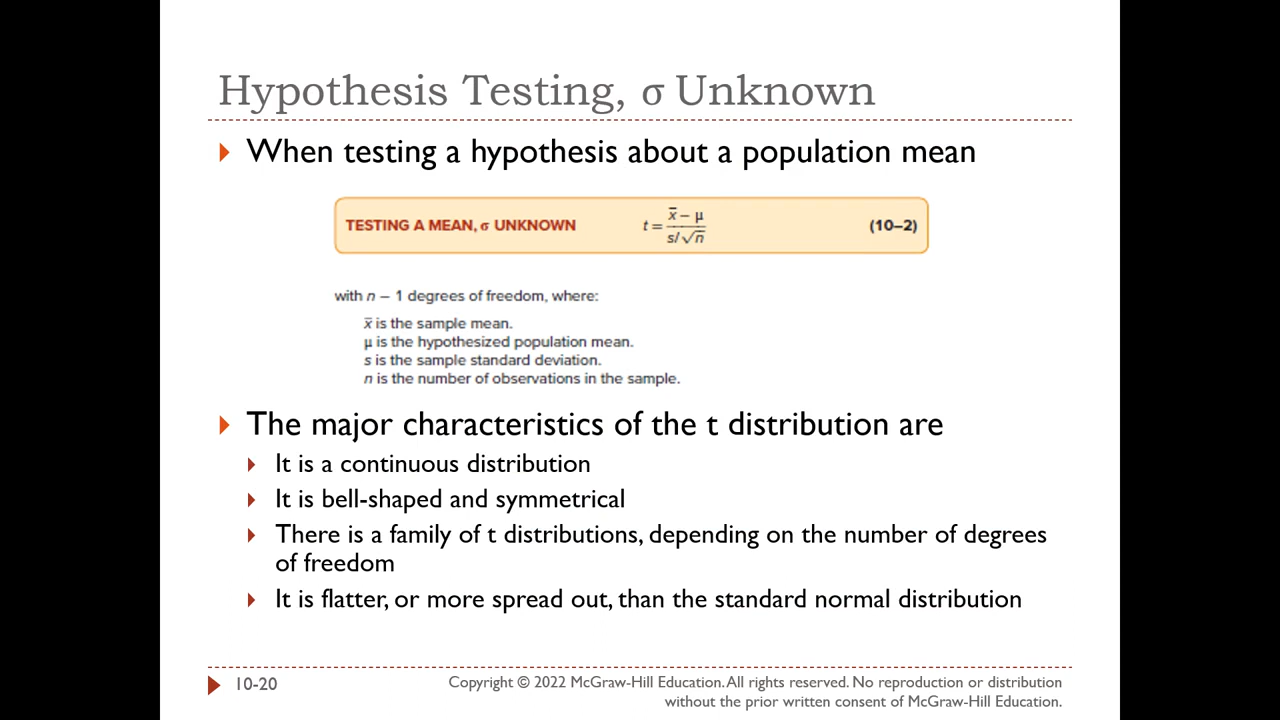 Hypothesis Testing, σ Unknown
When testing a hypothesis about a population mean
TESTING A MEAN, σ UNKNOWN t = (x̄ − μ) / (s/√n) (10–2)
with n − 1 degrees of freedom, where:
x̄ is the sample mean.
μ is the hypothesized population mean.
s is the sample standard deviation.
n is the number of observations in the sample.
The major characteristics of the t distribution are
It is a continuous distribution
It is bell-shaped and symmetrical
There is a family of t distributions, depending on the number of degrees
of freedom
It is flatter, or more spread out, than the standard normal distribution
10-20
Copyright © 2022 McGraw-Hill Education. All rights reserved. No reproduction or distribution
without the prior written consent of McGraw-Hill Education.